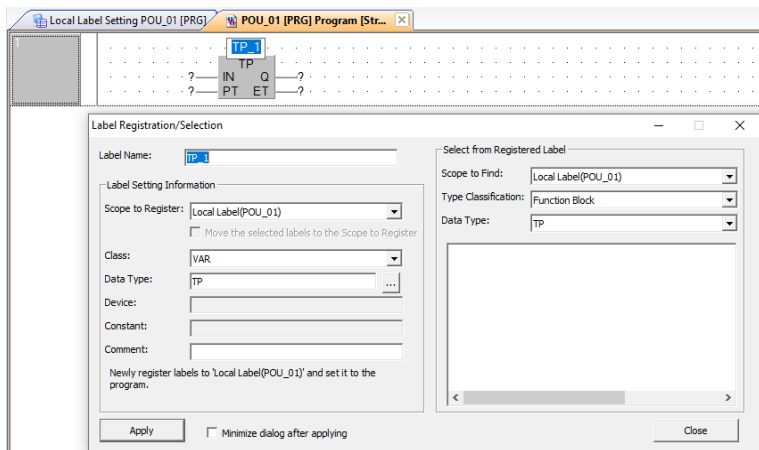 Local Label Setting POU_01 [PRG]
POU_01 [PRG] Program [Str...
1
TP_1
TP
? IN Q ?
? PT ET ?
Label Registration/Selection
Label Name:
TP_1
Label Setting Information
Scope to Register:
Local Label(POU_01)
Move the selected labels to the Scope to Register
Class:
VAR
Data Type:
TP
...
Device:
Constant:
Comment:
Newly register labels to 'Local Label(POU_01)' and set it to the
program.
Apply
Minimize dialog after applying
Select from Registered Label
Scope to Find:
Local Label(POU_01)
Type Classification:
Function Block
Data Type:
TP
Close